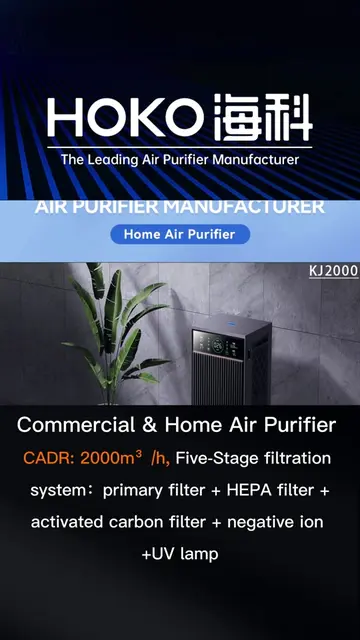 HOKO海科
The Leading Air Purifier Manufacturer
AIR PURIFIER MANUFACTURER
Home Air Purifier
KJ2000
Commercial & Home Air Purifier
CADR: 2000m³ /h, Five-Stage filtration
system：primary filter + HEPA filter +
activated carbon filter + negative ion
+UV lamp